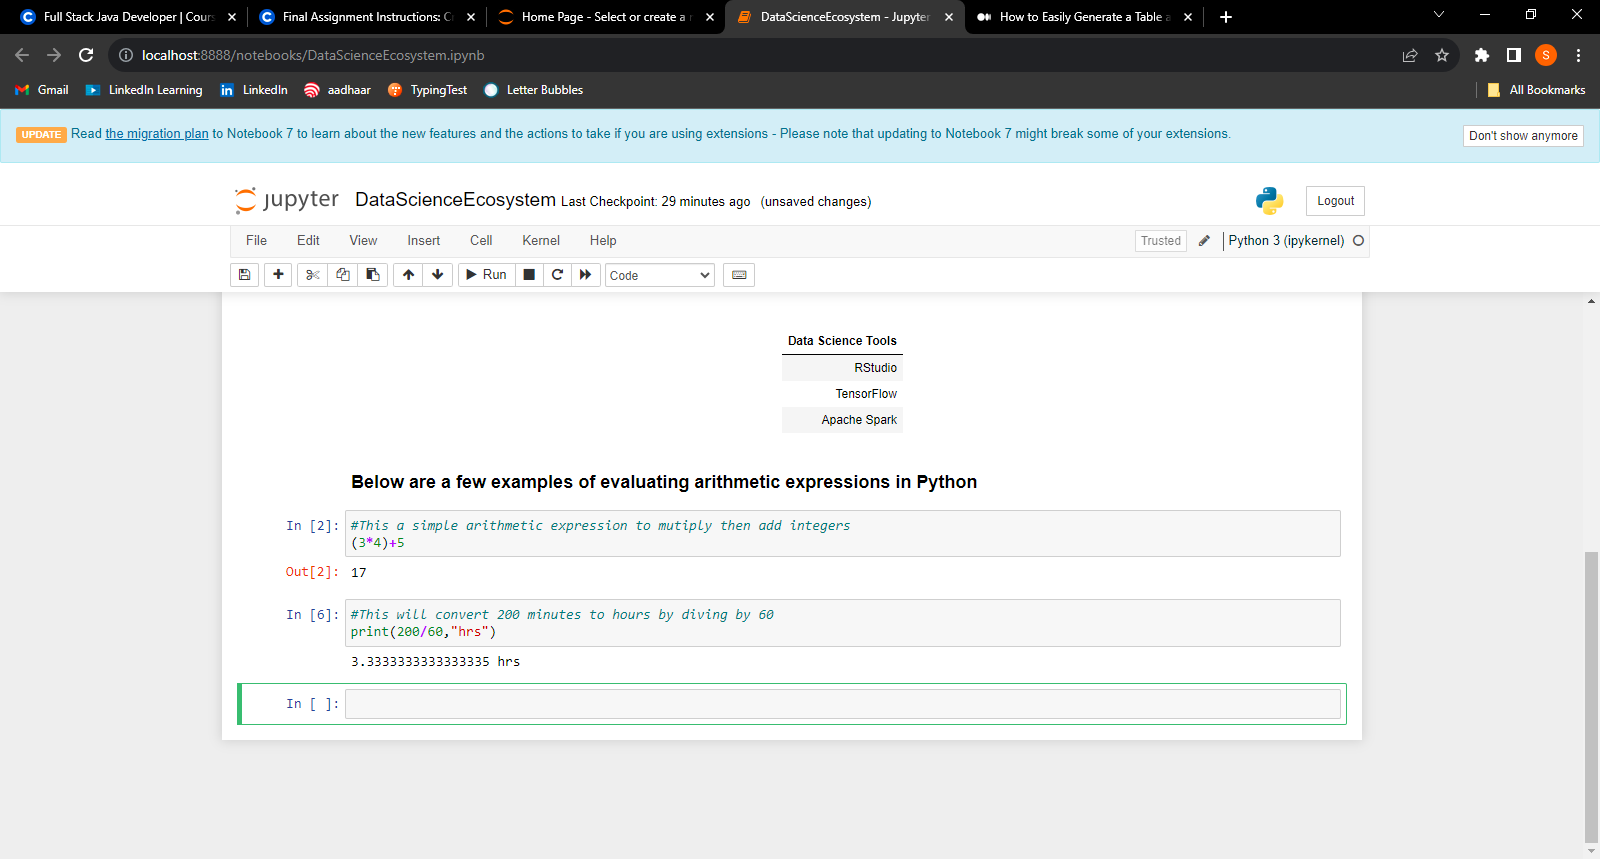 Full Stack Java Developer | Cours
Final Assignment Instructions: C
Home Page - Select or create a
DataScienceEcosystem - Jupyter
How to Easily Generate a Table a
localhost:8888/notebooks/DataScienceEcosystem.ipynb
S
Gmail
LinkedIn Learning
LinkedIn
aadhaar
TypingTest
Letter Bubbles
All Bookmarks
UPDATE Read the migration plan to Notebook 7 to learn about the new features and the actions to take if you are using extensions - Please note that updating to Notebook 7 might break some of your extensions.
Don't show anymore
jupyter DataScienceEcosystem Last Checkpoint: 29 minutes ago (unsaved changes)
Logout
File Edit View Insert Cell Kernel Help
Trusted
Python 3 (ipykernel)
Run
Code
Data Science Tools
RStudio
TensorFlow
Apache Spark
Below are a few examples of evaluating arithmetic expressions in Python
In [2]: #This a simple arithmetic expression to mutiply then add integers
(3*4)+5
Out[2]: 17
In [6]: #This will convert 200 minutes to hours by diving by 60
print(200/60,"hrs")
3.3333333333333335 hrs
In [ ]: